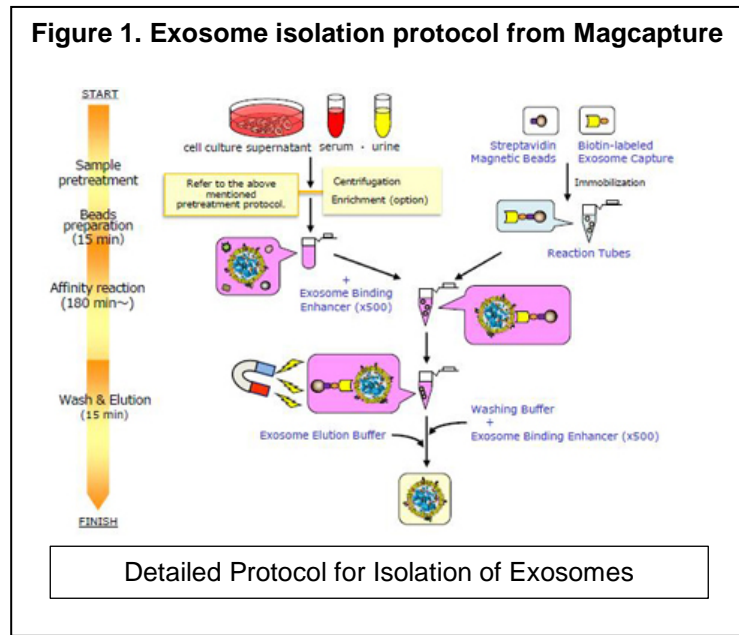 Figure 1. Exosome isolation protocol from Magcapture
START
cell culture supernatant serum · urine
Streptavidin
Magnetic Beads
Biotin-labeled
Exosome Capture
Sample
pretreatment
Refer to the above
mentioned
pretreatment protocol.
Centrifugation
Enrichment (option)
Immobilization
Beads
preparation
(15 min)
Reaction Tubes
Affinity reaction
(180 min~)
+
Exosome Binding
Enhancer (x500)
Wash & Elution
(15 min)
Exosome Elution Buffer
Washing Buffer
+
Exosome Binding Enhancer (x500)
FINISH
Detailed Protocol for Isolation of Exosomes